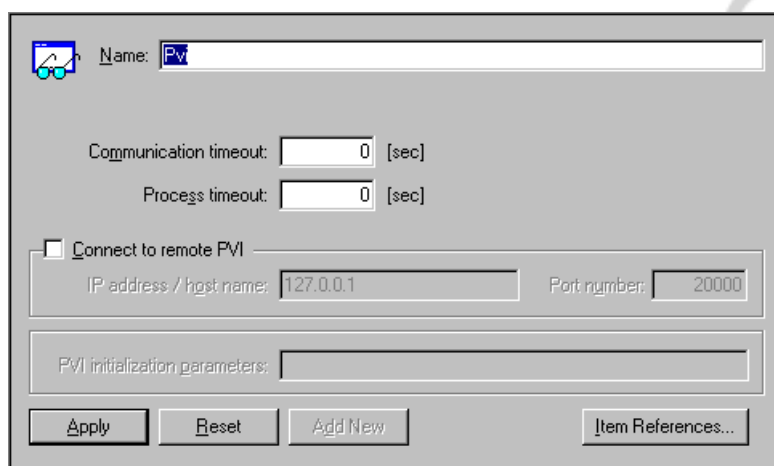 Name: Pvi
Communication timeout: 0 [sec]
Process timeout: 0 [sec]
Connect to remote PVI
IP address / host name: 127.0.0.1 Port number: 20000
PVI initialization parameters:
Apply Reset Add New Item References...